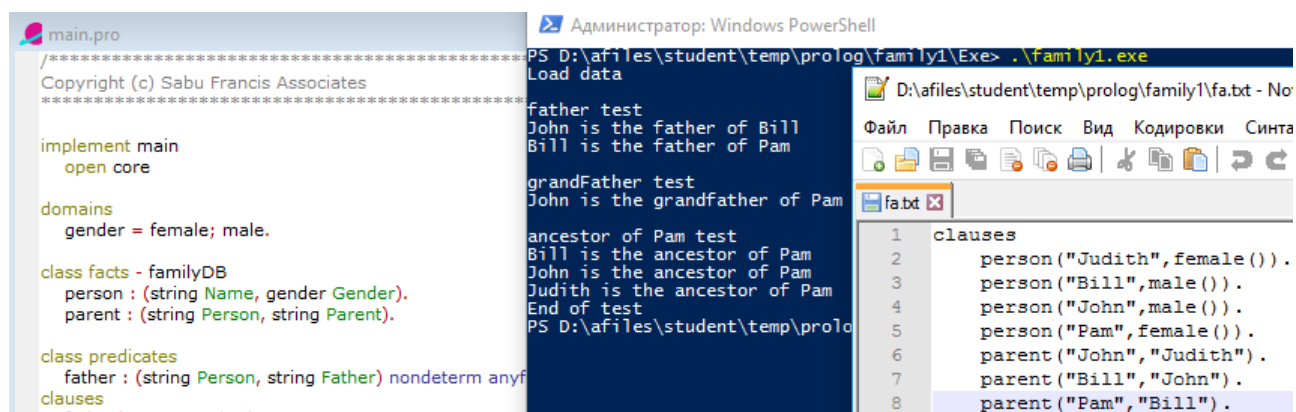 main.pro
/************************************************
Copyright (c) Sabu Francis Associates
************************************************
implement main
open core
domains
gender = female; male.
class facts - familyDB
person : (string Name, gender Gender).
parent : (string Person, string Parent).
class predicates
father : (string Person, string Father) nondeterm anyf
clauses
Администратор: Windows PowerShell
PS D:\afiles\student\temp\prolog\family1\Exe> .\family1.exe
Load data
father test
John is the father of Bill
Bill is the father of Pam
grandFather test
John is the grandfather of Pam
ancestor of Pam test
Bill is the ancestor of Pam
John is the ancestor of Pam
Judith is the ancestor of Pam
End of test
PS D:\afiles\student\temp\prolo
D:\afiles\student\temp\prolog\family1\fa.txt - No
Файл Правка Поиск Вид Кодировки Синта
fa.txt
1 clauses
2 person("Judith",female()).
3 person("Bill",male()).
4 person("John",male()).
5 person("Pam",female()).
6 parent("John","Judith").
7 parent("Bill","John").
8 parent("Pam","Bill").